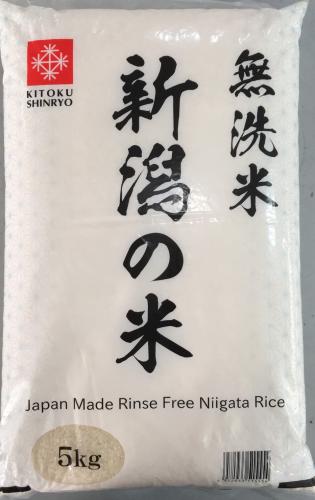 KITOKU
SHINRYO
無洗米
新潟の米
Japan Made Rinse Free Niigata Rice
5kg